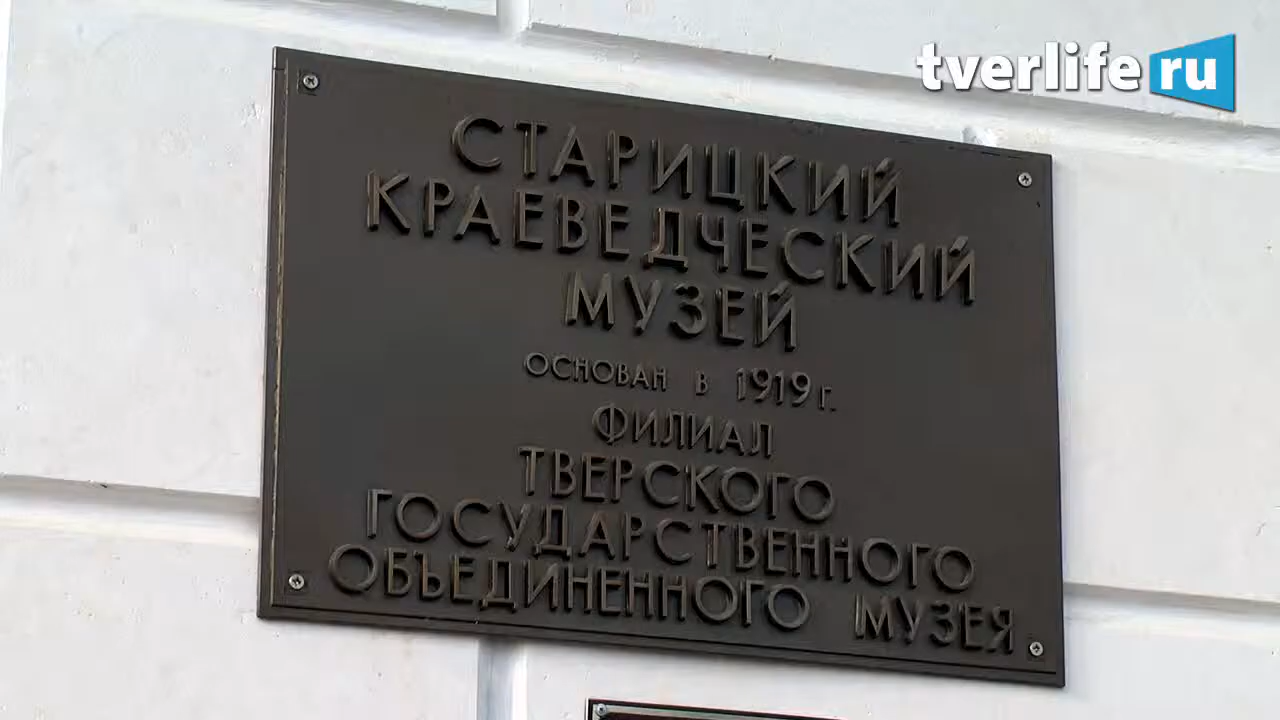 tverlife ru
СТАРИЦКИЙ
КРАЕВЕДЧЕСКИЙ
МУЗЕЙ
ОСНОВАН В 1919 г.
ФИЛИАЛ
ТВЕРСКОГО
ГОСУДАРСТВЕННОГО
ОБЪЕДИНЕННОГО МУЗЕЯ